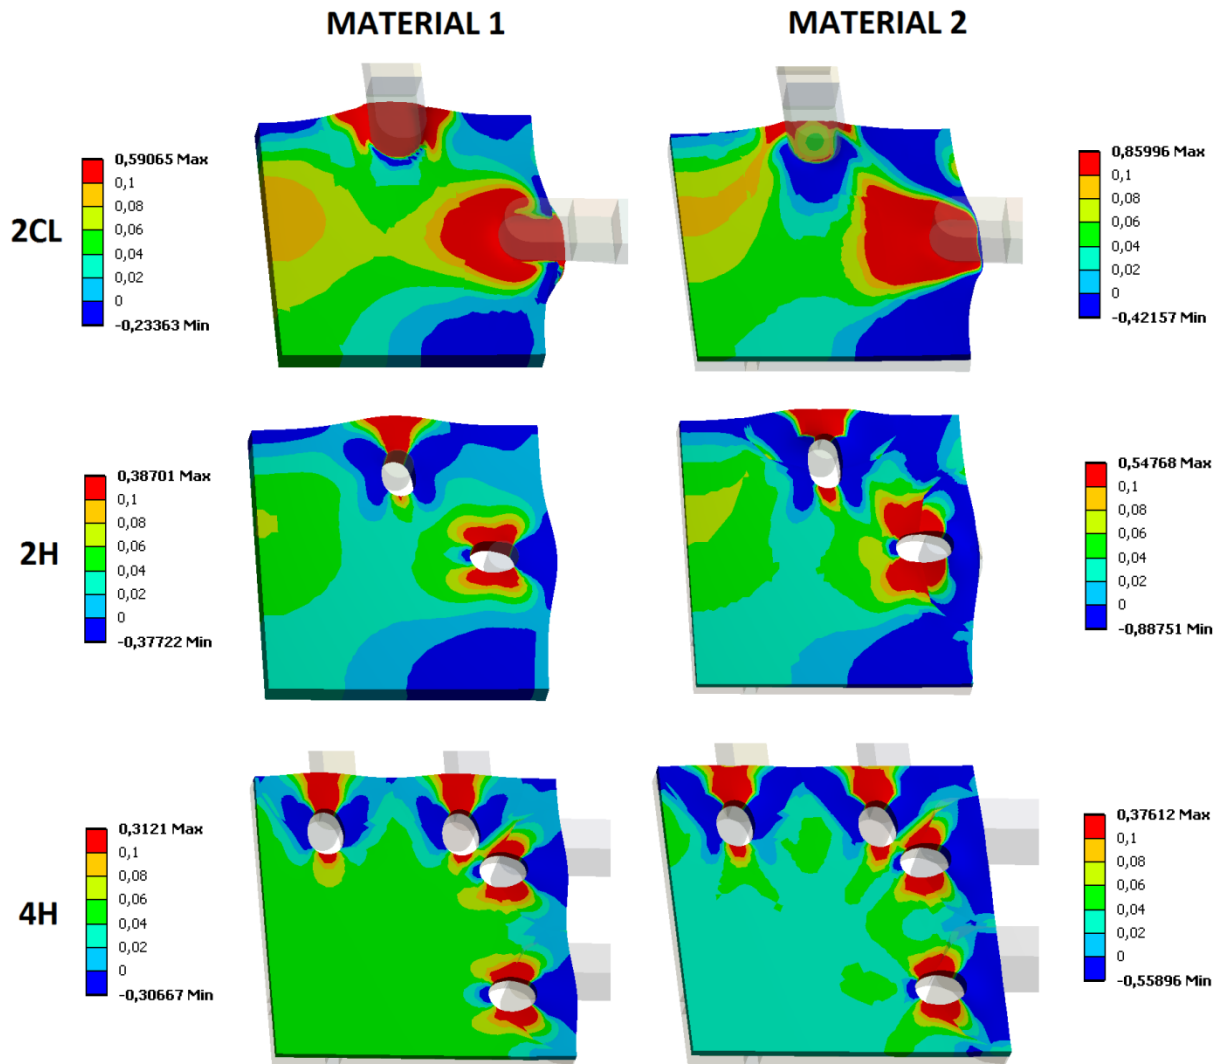 MATERIAL 1
MATERIAL 2
2CL
0,59065 Max
0,1
0,08
0,06
0,04
0,02
0
-0,23363 Min
0,85996 Max
0,1
0,08
0,06
0,04
0,02
0
-0,42157 Min
2H
0,38701 Max
0,1
0,08
0,06
0,04
0,02
0
-0,37722 Min
0,54768 Max
0,1
0,08
0,06
0,04
0,02
0
-0,88751 Min
4H
0,3121 Max
0,1
0,08
0,06
0,04
0,02
0
-0,30667 Min
0,37612 Max
0,1
0,08
0,06
0,04
0,02
0
-0,55896 Min